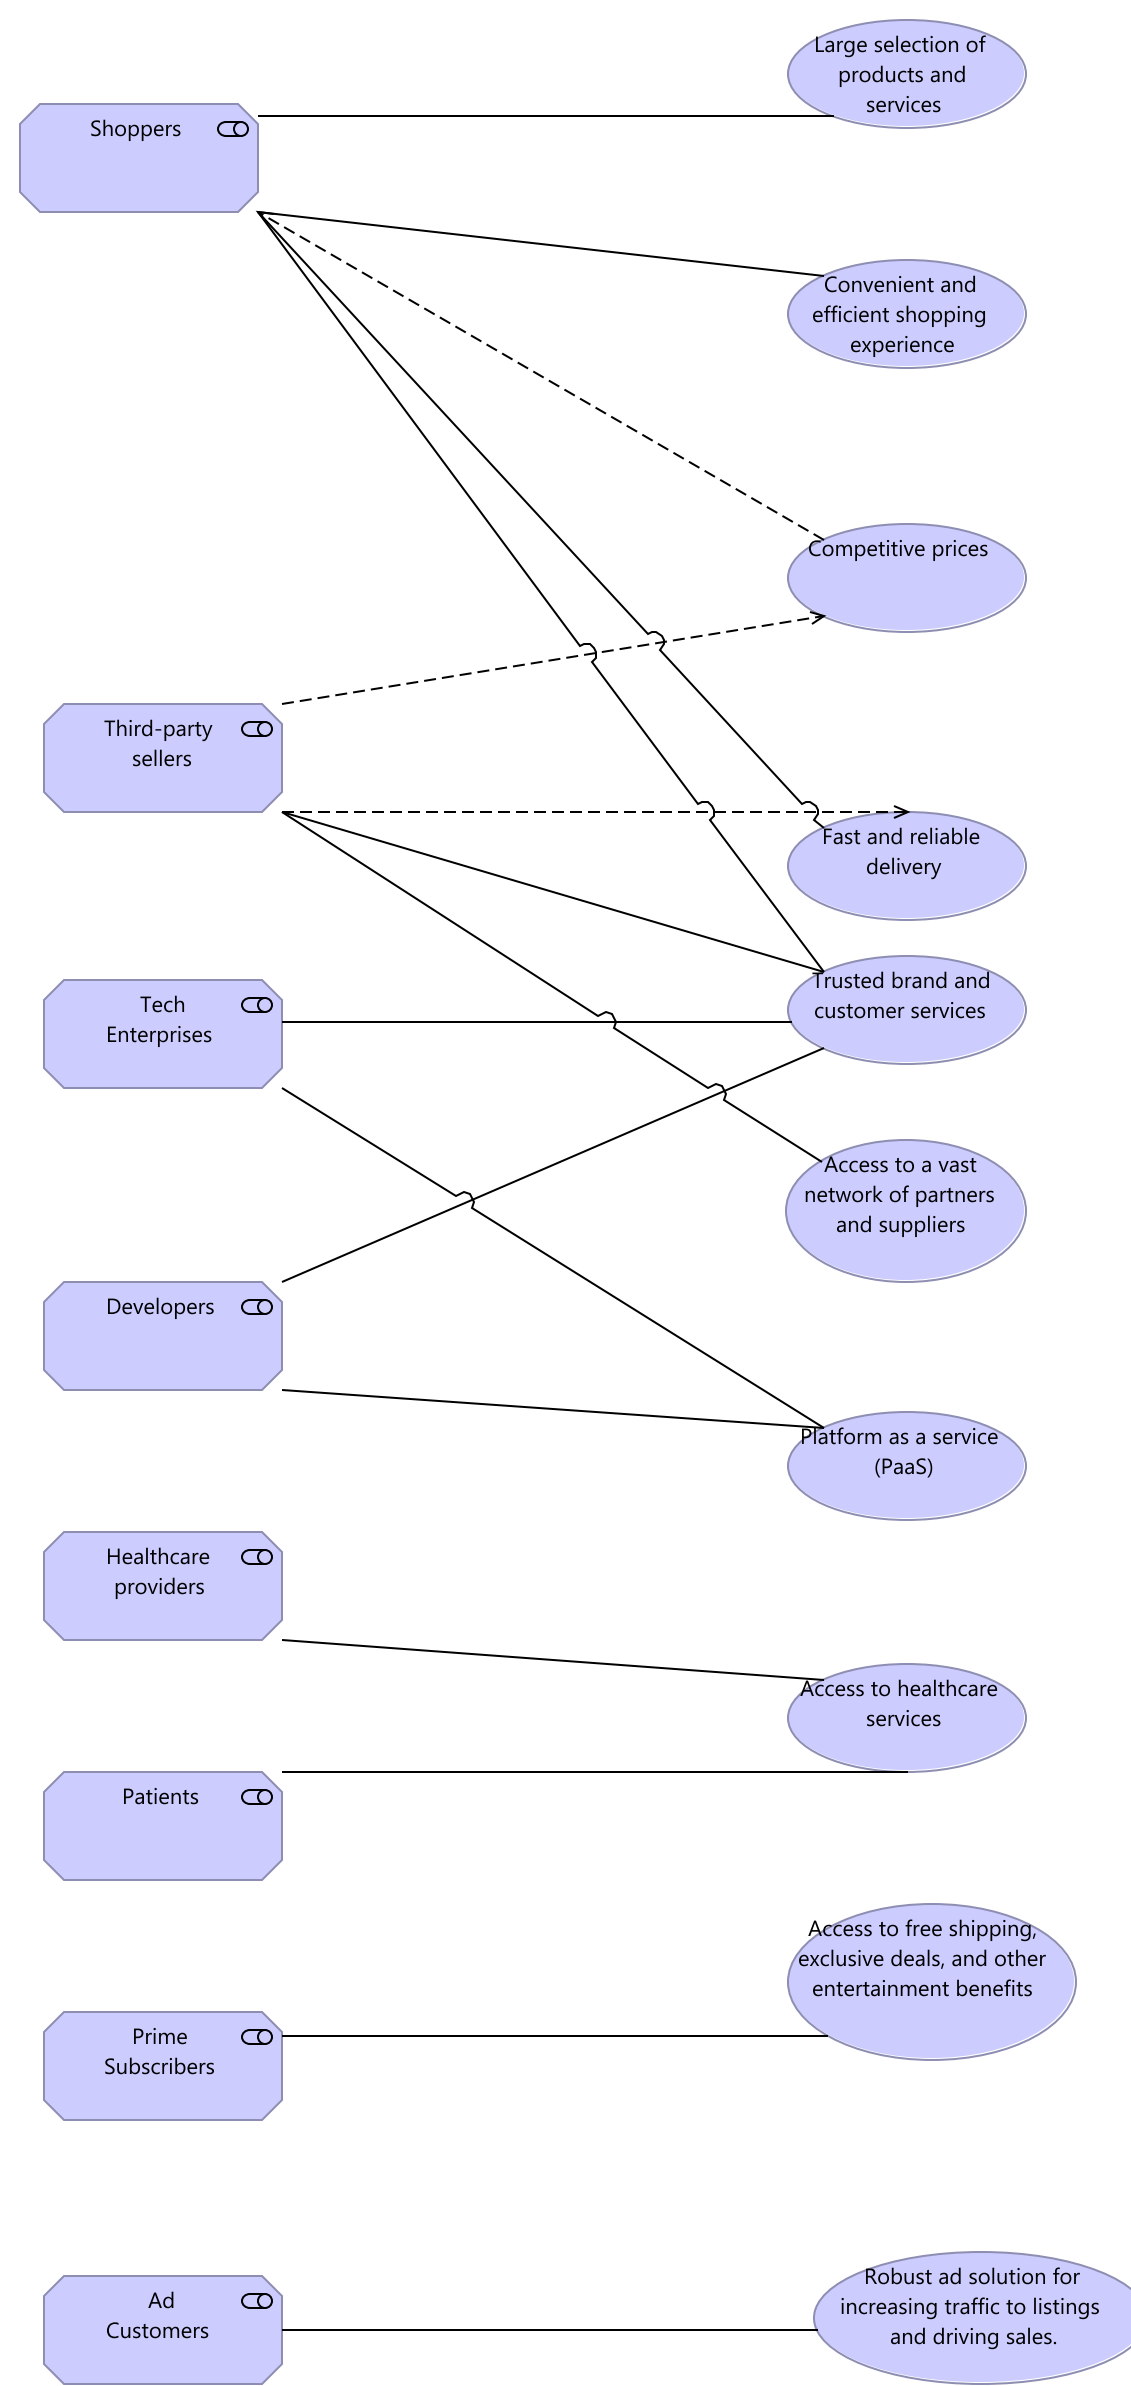 Large selection of
products and
services
Shoppers
Convenient and
efficient shopping
experience
Competitive prices
Third-party
sellers
Fast and reliable
delivery
Trusted brand and
customer services
Tech
Enterprises
Access to a vast
network of partners
and suppliers
Developers
Platform as a service
(PaaS)
Healthcare
providers
Access to healthcare
services
Patients
Access to free shipping,
exclusive deals, and other
entertainment benefits
Prime
Subscribers
Robust ad solution for
increasing traffic to listings
and driving sales.
Ad
Customers